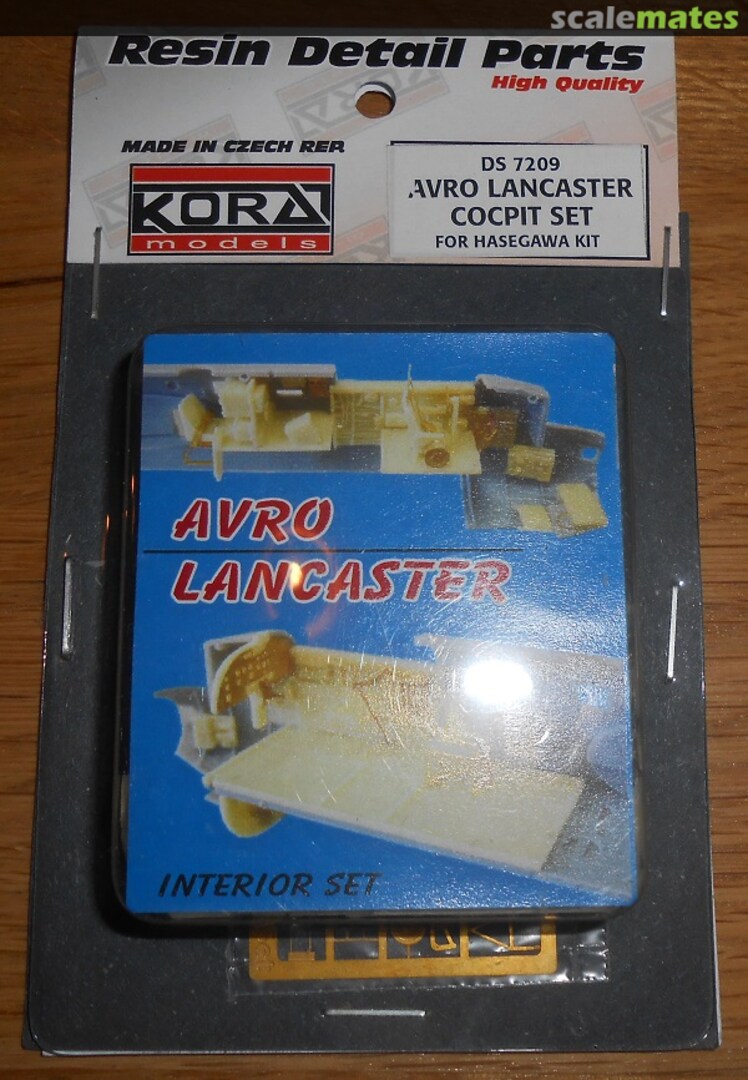 scalemates
Resin Detail Parts
High Quality
MADE IN CZECH REP.
KORA
models
DS 7209
AVRO LANCASTER
COCPIT SET
FOR HASEGAWA KIT
AVRO
LANCASTER
INTERIOR SET